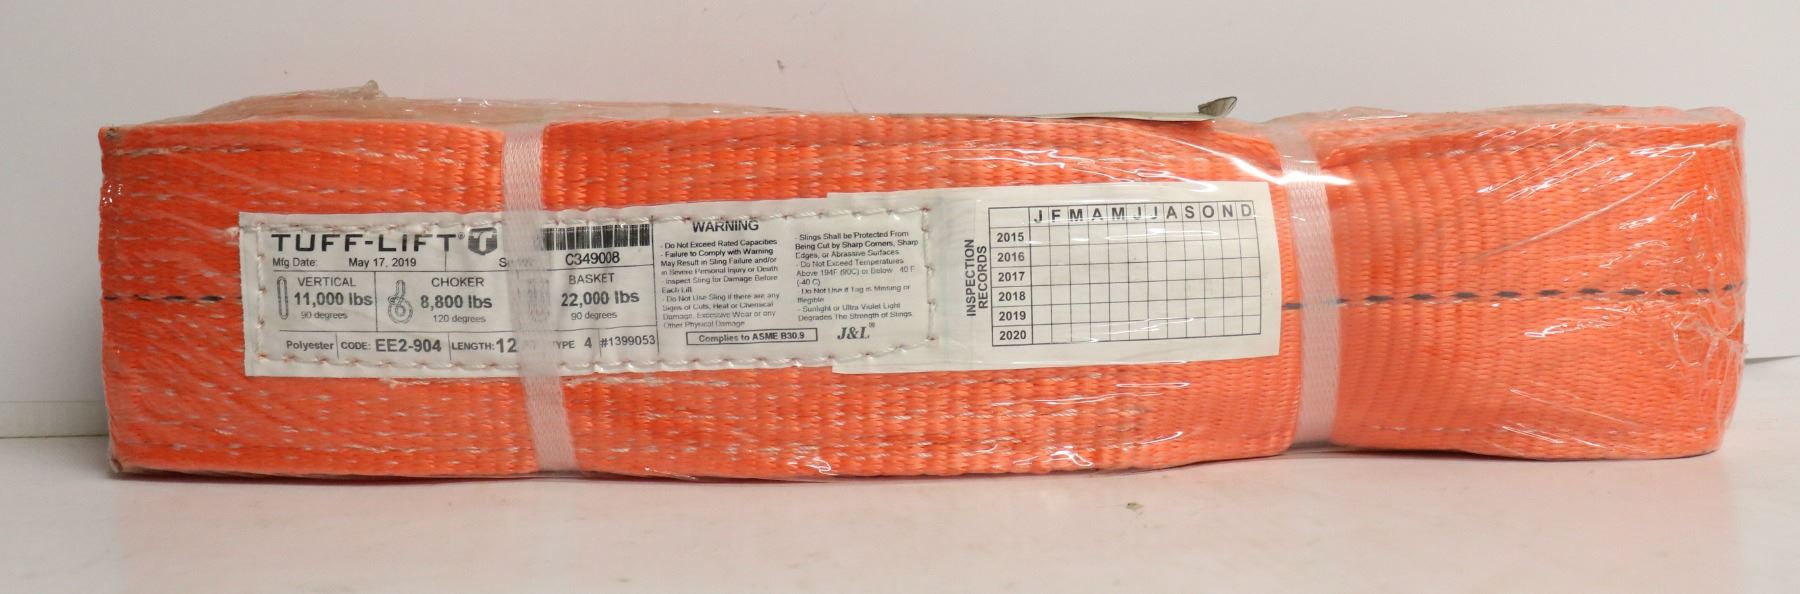 TUFF-LIFT® T
Mfg Date: May 17, 2019
C349008
VERTICAL
11,000 lbs
90 degrees
CHOKER
8,800 lbs
120 degrees
BASKET
22,000 lbs
90 degrees
Polyester CODE: EE2-904 LENGTH: 12 TYPE 4 #1399053
WARNING
- Do Not Exceed Rated Capacities
- Failure to Comply with Warning
May Result in Sling Failure and/or
in Severe Personal Injury or Death
- Inspect Sling for Damage Before
Each Lift
- Do Not Use Sling if there are any
Signs of Cuts, Heat or Chemical
Damage, Excessive Wear or any
Other Physical Damage
Complies to ASME B30.9
- Slings Shall be Protected From
Being Cut by Sharp Corners, Sharp
Edges, or Abrasive Surfaces
- Do Not Exceed Temperatures
Above 194F (90C) or Below -40 F
(-40 C)
- Do Not Use if Tag is Missing or
Illegible
- Sunlight or Ultra Violet Light
Degrades The Strength of Slings
J&L®
INSPECTION
RECORDS
J F M A M J J A S O N D
2015
2016
2017
2018
2019
2020